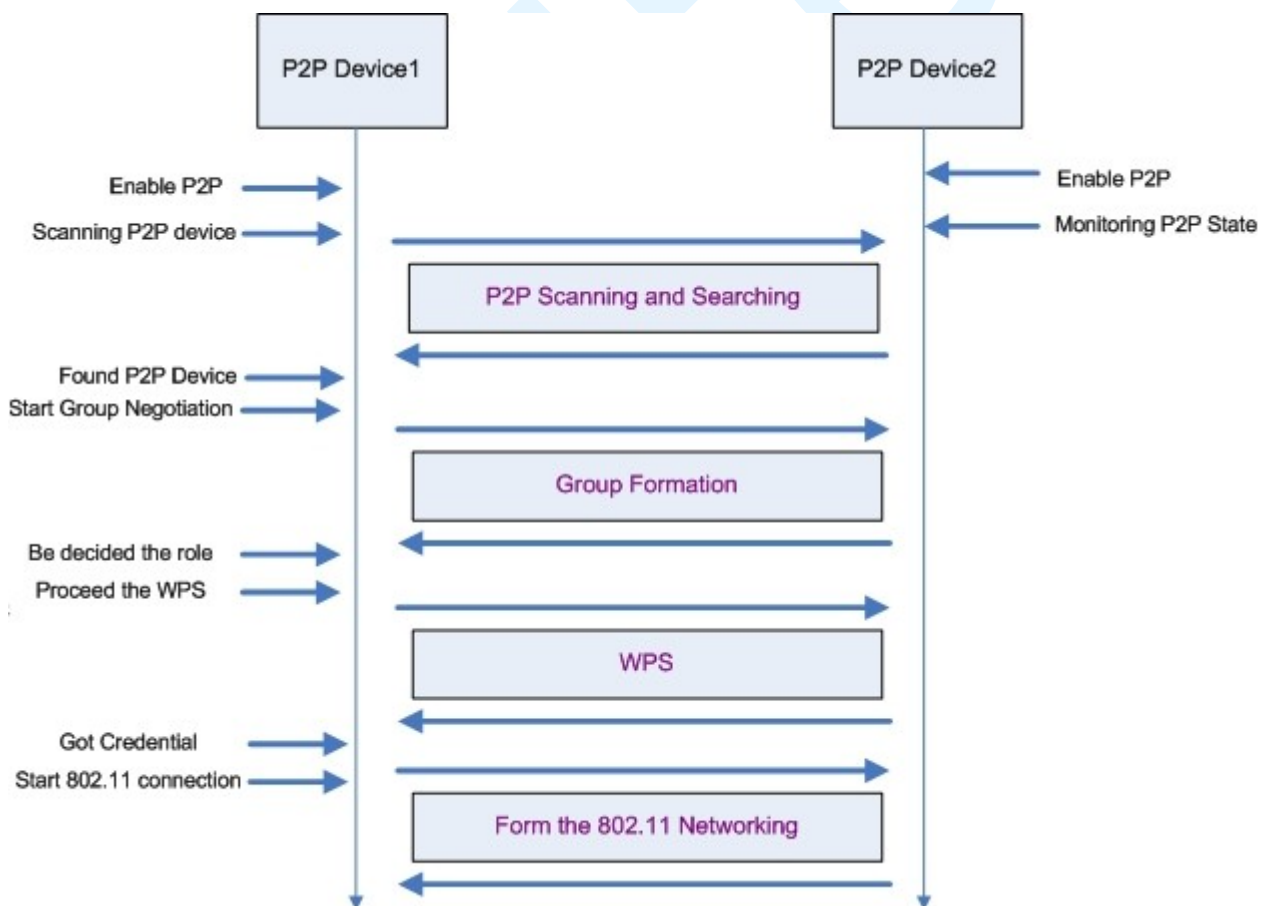 P2P Device1
P2P Device2
Enable P2P
Enable P2P
Scanning P2P device
Monitoring P2P State
P2P Scanning and Searching
Found P2P Device
Start Group Negotiation
Group Formation
Be decided the role
Proceed the WPS
WPS
Got Credential
Start 802.11 connection
Form the 802.11 Networking